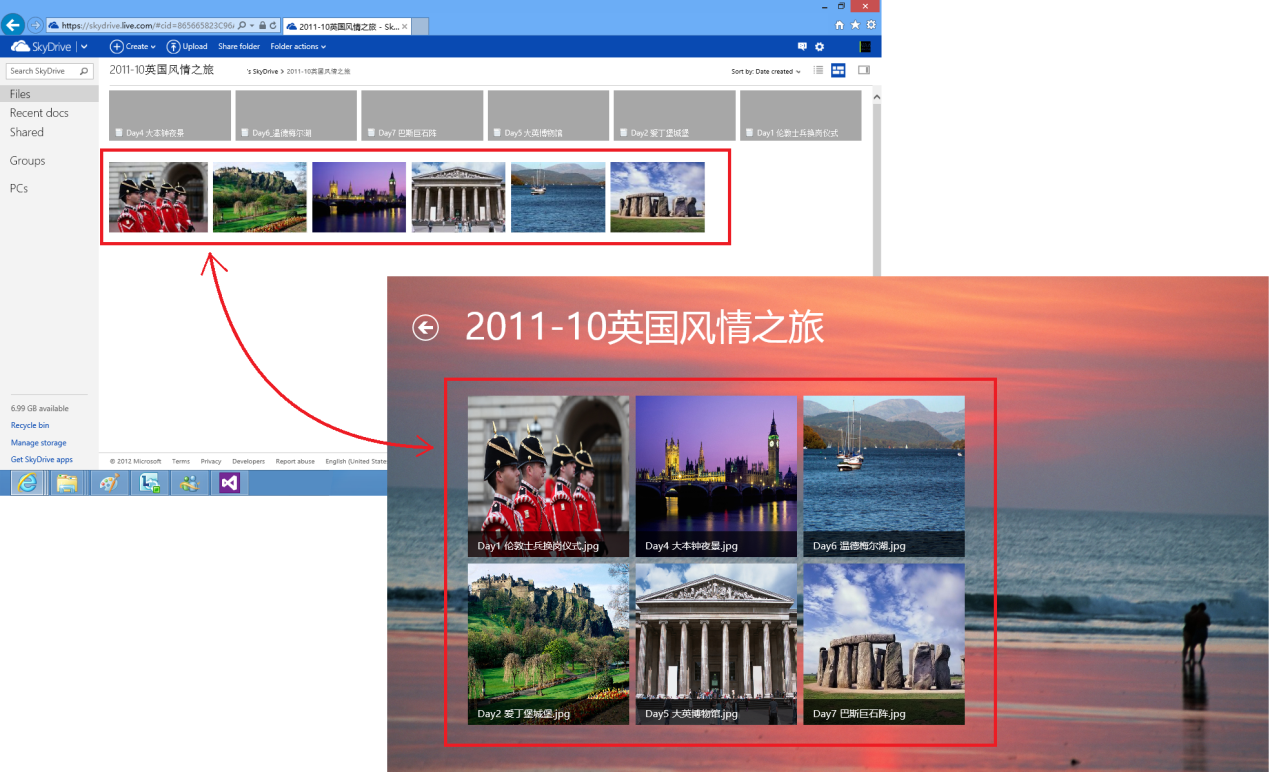 https://skydrive.live.com/#cid=865665823C96
2011-10英国风情之旅 - Sk...
SkyDrive
Create
Upload
Share folder
Folder actions
Search SkyDrive
2011-10英国风情之旅
's SkyDrive > 2011-10英国风情之旅
Sort by: Date created
Files
Recent docs
Shared
Groups
PCs
Day4 大本钟夜景
Day6_温德梅尔湖
Day7 巴斯巨石阵
Day5 大英博物馆
Day2 爱丁堡城堡
Day1 伦敦士兵换岗仪式
6.99 GB available
Recycle bin
Manage storage
Get SkyDrive apps
© 2012 Microsoft
Terms
Privacy
Developers
Report abuse
English (United State
2011-10英国风情之旅
Day1 伦敦士兵换岗仪式.jpg
Day4 大本钟夜景.jpg
Day6 温德梅尔湖.jpg
Day2 爱丁堡城堡.jpg
Day5 大英博物馆.jpg
Day7 巴斯巨石阵.jpg